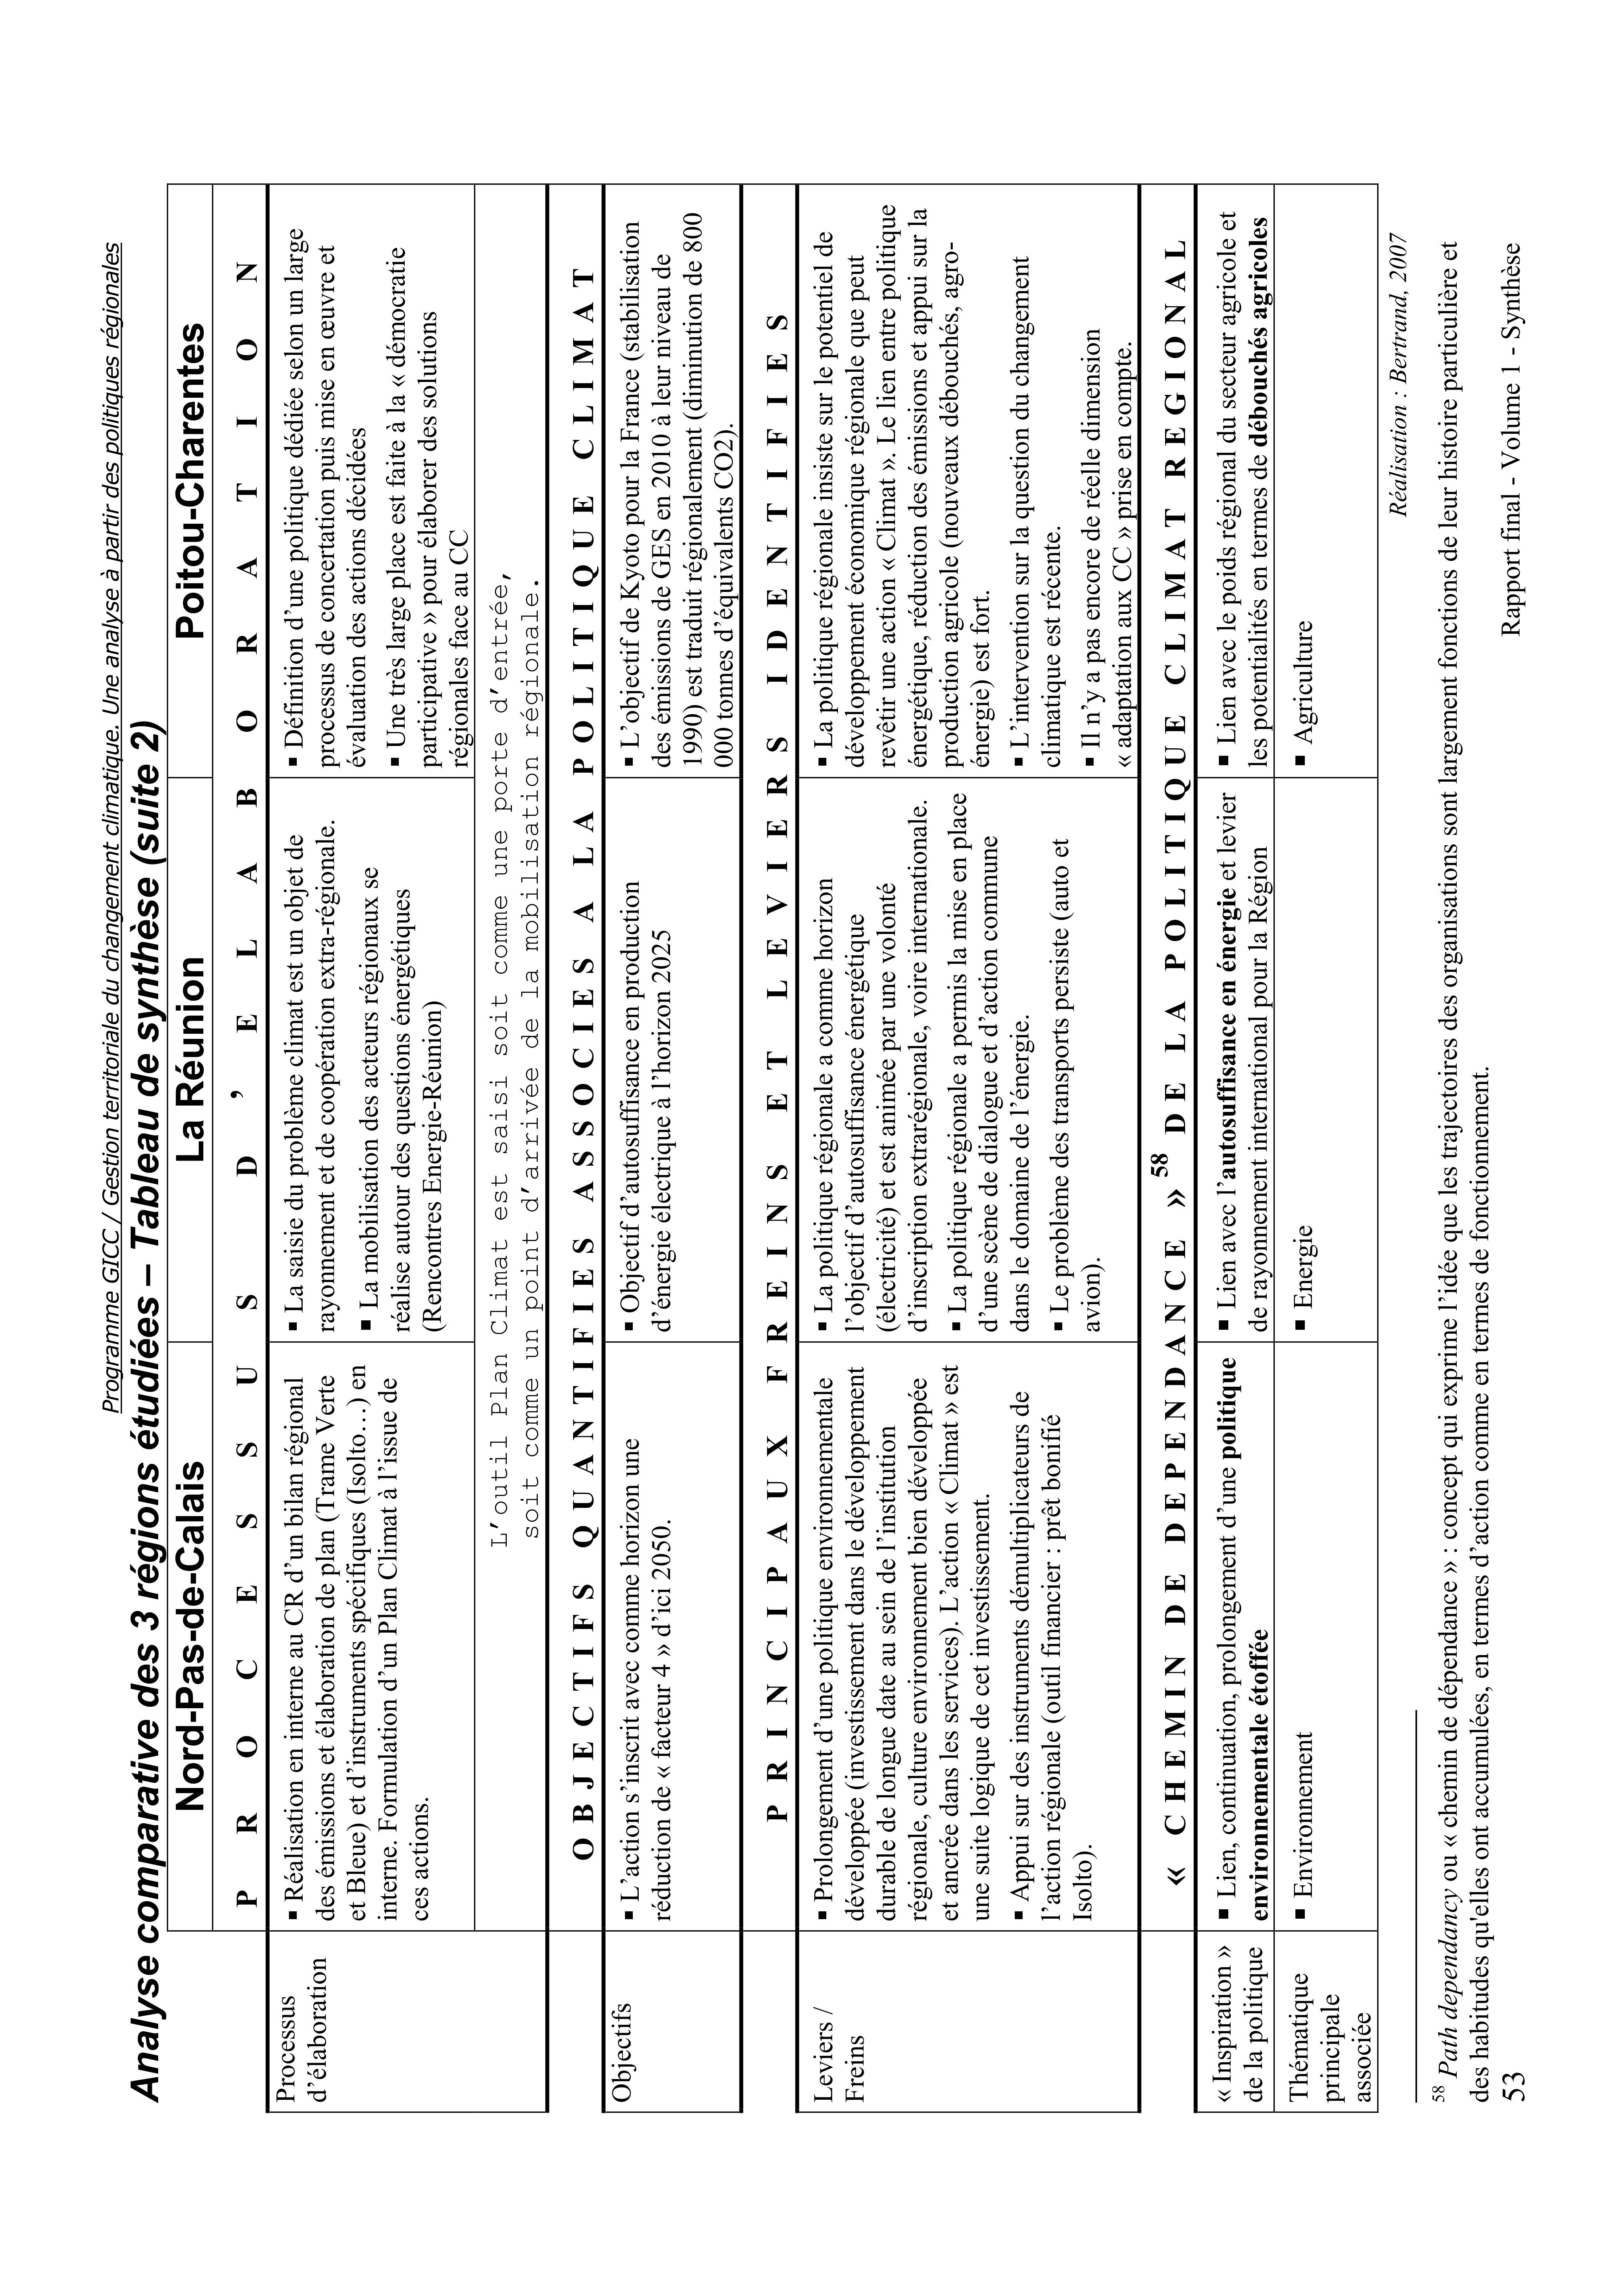 Programme GICC / Gestion territoriale du changement climatique. Une analyse à partir des politiques régionales
Analyse comparative des 3 régions étudiées – Tableau de synthèse (suite 2)
Nord-Pas-de-Calais
La Réunion
Poitou-Charentes
PROCESSUS D'ELABORATION
Processus
d'élaboration
▪ Réalisation en interne au CR d'un bilan régional
des émissions et élaboration de plan (Trame Verte
et Bleue) et d'instruments spécifiques (Isolto…) en
interne. Formulation d'un Plan Climat à l'issue de
ces actions.
▪ La saisie du problème climat est un objet de
rayonnement et de coopération extra-régionale.
▪ La mobilisation des acteurs régionaux se
réalise autour des questions énergétiques
(Rencontres Energie-Réunion)
▪ Définition d'une politique dédiée selon un large
processus de concertation puis mise en œuvre et
évaluation des actions décidées
▪ Une très large place est faite à la « démocratie
participative » pour élaborer des solutions
régionales face au CC
L'outil Plan Climat est saisi soit comme une porte d'entrée,
soit comme un point d'arrivée de la mobilisation régionale.
OBJECTIFS QUANTIFIES ASSOCIES A LA POLITIQUE CLIMAT
Objectifs
▪ L'action s'inscrit avec comme horizon une
réduction de « facteur 4 » d'ici 2050.
▪ Objectif d'autosuffisance en production
d'énergie électrique à l'horizon 2025
▪ L'objectif de Kyoto pour la France (stabilisation
des émissions de GES en 2010 à leur niveau de
1990) est traduit régionalement (diminution de 800
000 tonnes d'équivalents CO2).
PRINCIPAUX FREINS ET LEVIERS IDENTIFIES
Leviers /
Freins
▪ Prolongement d'une politique environnementale
développée (investissement dans le développement
durable de longue date au sein de l'institution
régionale, culture environnement bien développée
et ancrée dans les services). L'action « Climat » est
une suite logique de cet investissement.
▪ Appui sur des instruments démultiplicateurs de
l'action régionale (outil financier : prêt bonifié
Isolto).
▪ La politique régionale a comme horizon
l'objectif d'autosuffisance énergétique
(électricité) et est animée par une volonté
d'inscription extrarégionale, voire internationale.
▪ La politique régionale a permis la mise en place
d'une scène de dialogue et d'action commune
dans le domaine de l'énergie.
▪ Le problème des transports persiste (auto et
avion).
▪ La politique régionale insiste sur le potentiel de
développement économique régionale que peut
revêtir une action « Climat ». Le lien entre politique
énergétique, réduction des émissions et appui sur la
production agricole (nouveaux débouchés, agro-
énergie) est fort.
▪ L'intervention sur la question du changement
climatique est récente.
▪ Il n'y a pas encore de réelle dimension
« adaptation aux CC » prise en compte.
« CHEMIN DE DEPENDANCE »58 DE LA POLITIQUE CLIMAT REGIONAL
« Inspiration »
de la politique
▪ Lien, continuation, prolongement d'une politique
environnementale étoffée
▪ Lien avec l'autosuffisance en énergie et levier
de rayonnement international pour la Région
▪ Lien avec le poids régional du secteur agricole et
les potentialités en termes de débouchés agricoles
Thématique
principale
associée
▪ Environnement
▪ Energie
▪ Agriculture
Réalisation : Bertrand, 2007
58 Path dependancy ou « chemin de dépendance » : concept qui exprime l'idée que les trajectoires des organisations sont largement fonctions de leur histoire particulière et
des habitudes qu'elles ont accumulées, en termes d'action comme en termes de fonctionnement.
53
Rapport final - Volume 1 - Synthèse